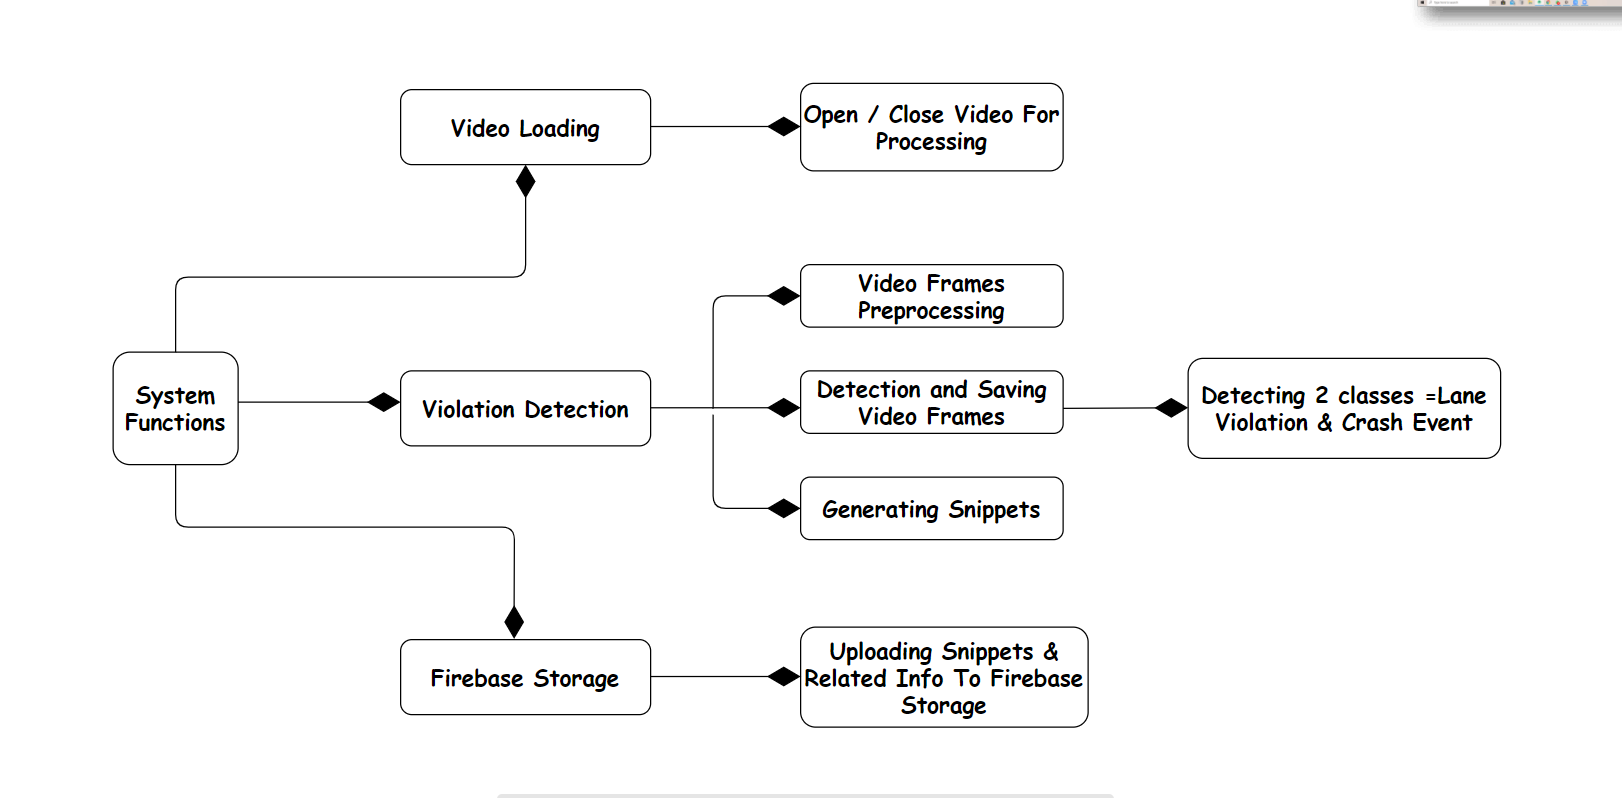 Video Loading
Open / Close Video For
Processing
Video Frames
Preprocessing
System
Functions
Violation Detection
Detection and Saving
Video Frames
Detecting 2 classes =Lane
Violation & Crash Event
Generating Snippets
Firebase Storage
Uploading Snippets &
Related Info To Firebase
Storage